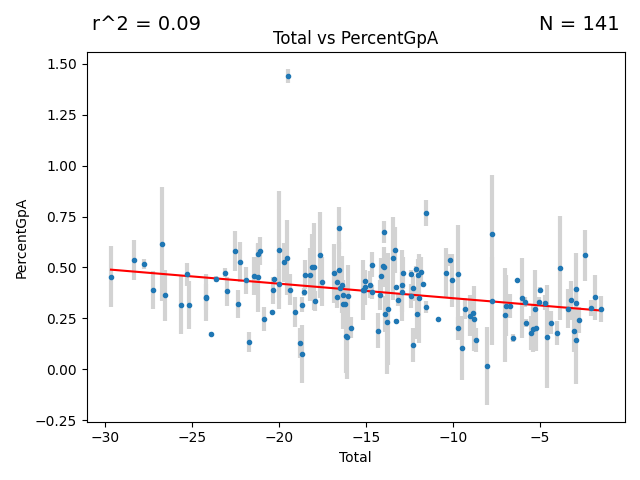 r^2 = 0.09
N = 141
Total vs PercentGpA
PercentGpA
1.50
1.25
1.00
0.75
0.50
0.25
0.00
−0.25
−30
−25
−20
−15
−10
−5
Total